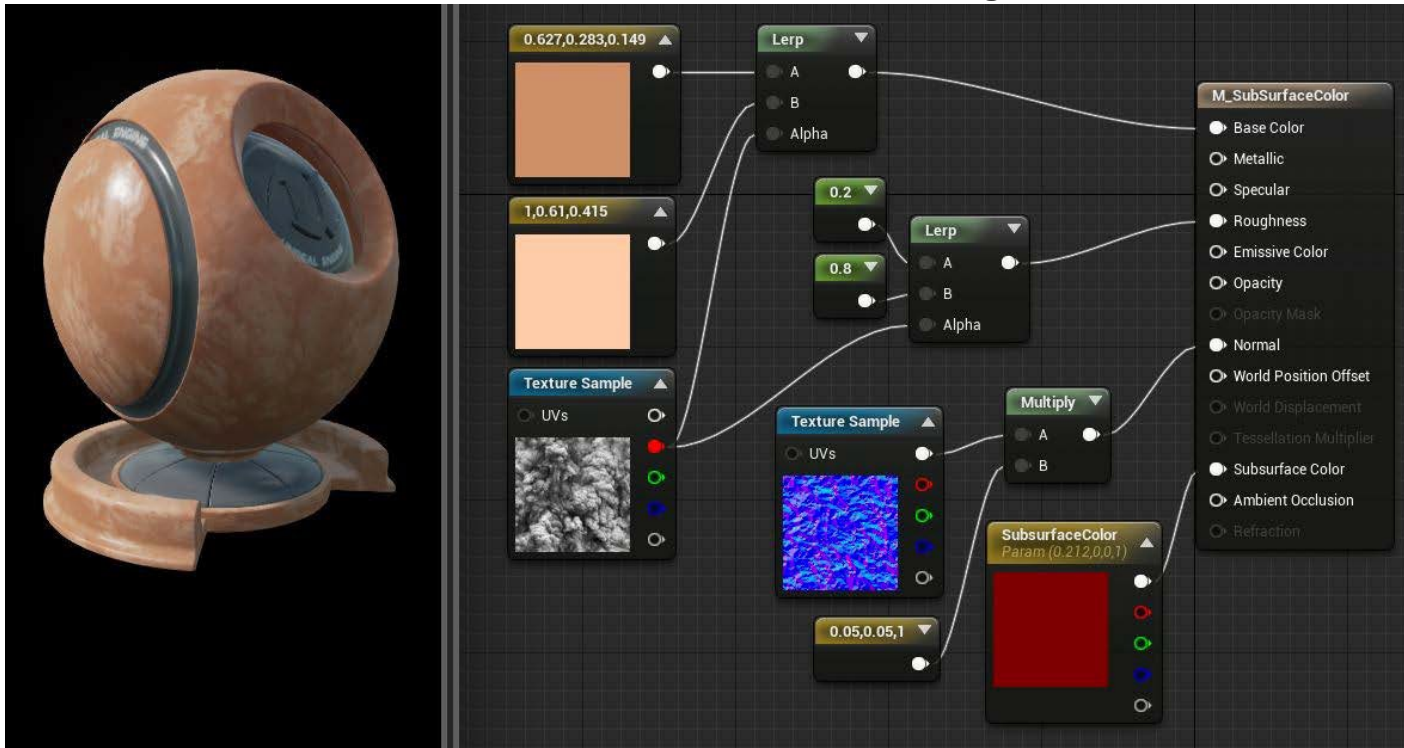 0.627,0.283,0.149
Lerp
A
B
Alpha
1,0.61,0.415
Texture Sample
UVs
0.2
0.8
Lerp
A
B
Alpha
Texture Sample
UVs
0.05,0.05,1
Multiply
A
B
SubsurfaceColor
Param (0.212,0,0,1)
M_SubSurfaceColor
Base Color
Metallic
Specular
Roughness
Emissive Color
Opacity
Opacity Mask
Normal
World Position Offset
World Displacement
Tessellation Multiplier
Subsurface Color
Ambient Occlusion
Refraction